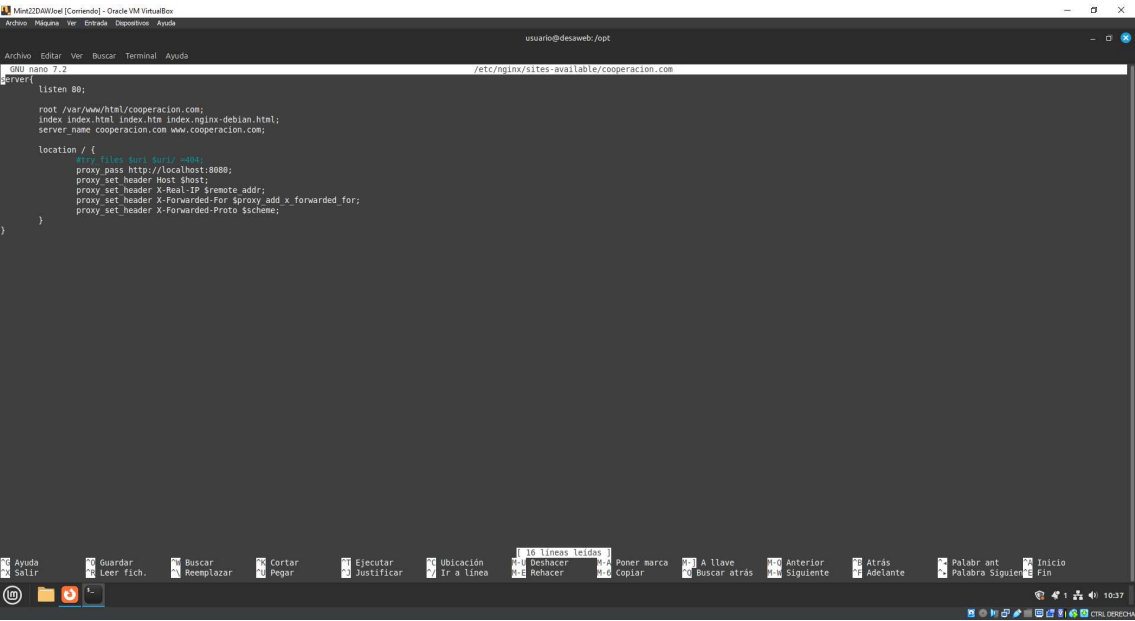 Mint22DAWJoel [Corriendo] - Oracle VM VirtualBox
Archivo Máquina Ver Entrada Dispositivos Ayuda
usuario@desaweb: /opt
Archivo Editar Ver Buscar Terminal Ayuda
GNU nano 7.2 /etc/nginx/sites-available/cooperacion.com
server{
listen 80;
root /var/www/html/cooperacion.com;
index index.html index.htm index.nginx-debian.html;
server_name cooperacion.com www.cooperacion.com;
location / {
#try_files $uri $uri/ =404;
proxy_pass http://localhost:8080;
proxy_set_header Host $host;
proxy_set_header X-Real-IP $remote_addr;
proxy_set_header X-Forwarded-For $proxy_add_x_forwarded_for;
proxy_set_header X-Forwarded-Proto $scheme;
}
}
[ 16 líneas leídas ]
^G Ayuda ^O Guardar ^W Buscar ^K Cortar ^T Ejecutar ^C Ubicación M-U Deshacer M-A Poner marca M-] A llave M-Q Anterior ^B Atrás ^◂ Palabr ant ^A Inicio
^X Salir ^R Leer fich. ^\ Reemplazar ^U Pegar ^J Justificar ^/ Ir a línea M-E Rehacer M-6 Copiar ^Q Buscar atrás M-W Siguiente ^F Adelante ^▸ Palabra Siguien ^E Fin
1 10:37
CTRL DERECHA